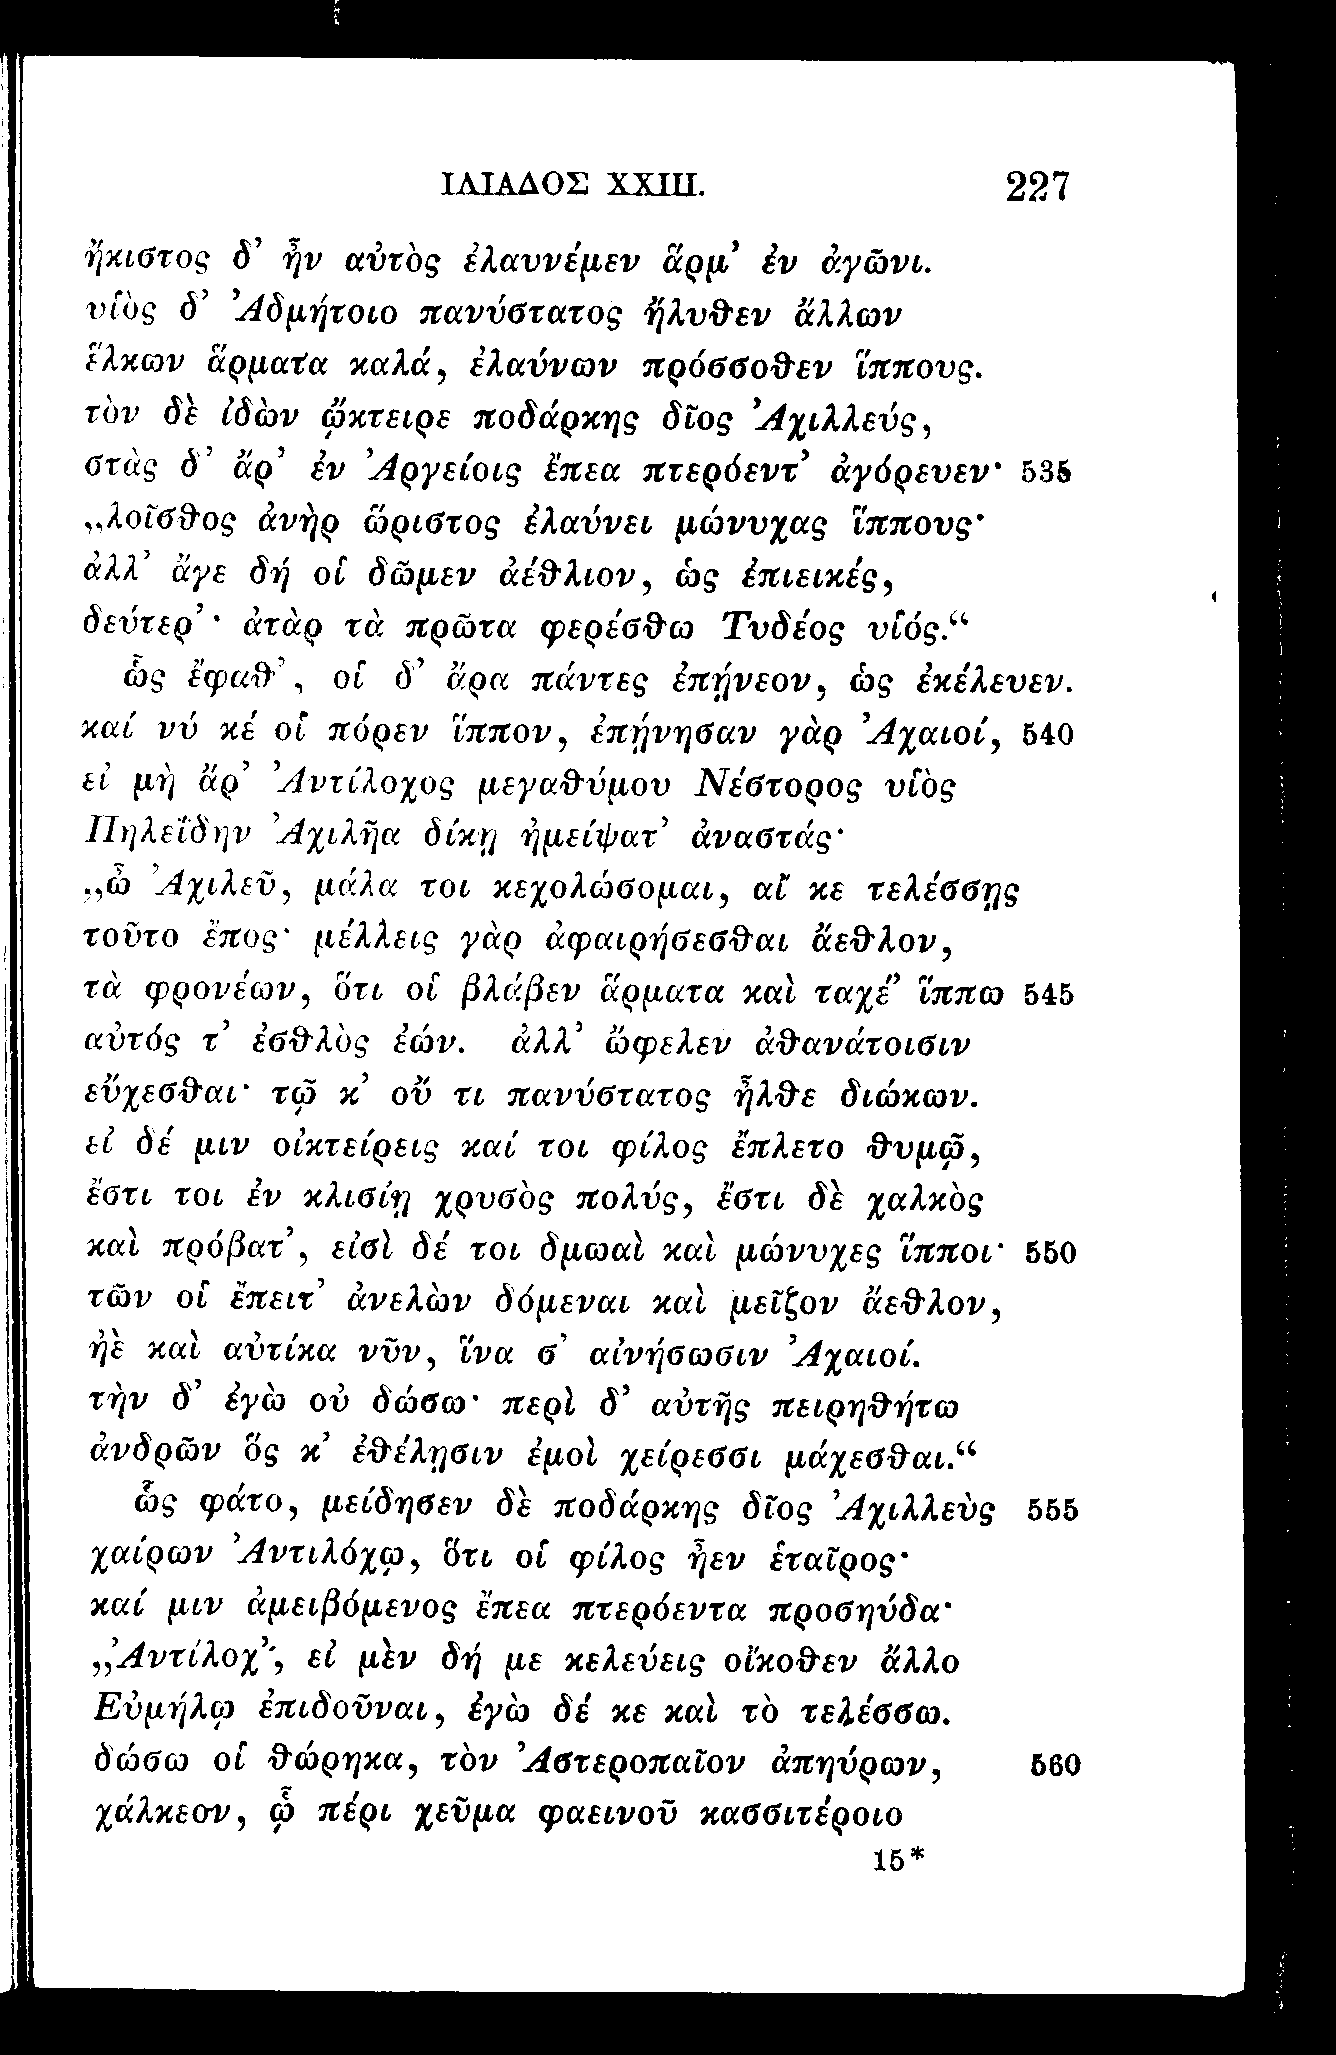 ΙΛΙΑΔΟΣ XXIII. 227
ἥκιστος δ’ ἦν αὐτὸς ἐλαυνέμεν ἅρμ’ ἐν ἀγῶνι.
υἱὸς δ’ Ἀδμήτοιο πανύστατος ἤλυθεν ἄλλων
ἕλκων ἅρματα καλά, ἐλαύνων πρόσσοθεν ἵππους.
τὸν δὲ ἰδὼν ᾤκτειρε ποδάρκης δῖος Ἀχιλλεύς,
στὰς δ’ ἄρ’ ἐν Ἀργείοις ἔπεα πτερόεντ’ ἀγόρευεν· 535
„λοῖσθος ἀνὴρ ὤριστος ἐλαύνει μώνυχας ἵππους·
ἀλλ’ ἄγε δή οἱ δῶμεν ἀέθλιον, ὡς ἐπιεικές,
δεύτερ’· ἀτὰρ τὰ πρῶτα φερέσθω Τυδέος υἱός.“
ὣς ἔφαθ’, οἱ δ’ ἄρα πάντες ἐπῄνεον, ὡς ἐκέλευεν.
καί νύ κέ οἱ πόρεν ἵππον, ἐπῄνησαν γὰρ Ἀχαιοί, 540
εἰ μὴ ἄρ’ Ἀντίλοχος μεγαθύμου Νέστορος υἱὸς
Πηλεΐδην Ἀχιλῆα δίκῃ ἠμείψατ’ ἀναστάς·
„ὦ Ἀχιλεῦ, μάλα τοι κεχολώσομαι, αἴ κε τελέσσῃς
τοῦτο ἔπος· μέλλεις γὰρ ἀφαιρήσεσθαι ἄεθλον,
τὰ φρονέων, ὅτι οἱ βλάβεν ἅρματα καὶ ταχέ’ ἵππω 545
αὐτός τ’ ἐσθλὸς ἐών. ἀλλ’ ὤφελεν ἀθανάτοισιν
εὔχεσθαι· τῷ κ’ οὔ τι πανύστατος ἦλθε διώκων.
εἰ δέ μιν οἰκτείρεις καί τοι φίλος ἔπλετο θυμῷ,
ἔστι τοι ἐν κλισίῃ χρυσὸς πολύς, ἔστι δὲ χαλκὸς
καὶ πρόβατ’, εἰσὶ δέ τοι δμωαὶ καὶ μώνυχες ἵπποι· 550
τῶν οἱ ἔπειτ’ ἀνελὼν δόμεναι καὶ μεῖζον ἄεθλον,
ἠὲ καὶ αὐτίκα νῦν, ἵνα σ’ αἰνήσωσιν Ἀχαιοί.
τὴν δ’ ἐγὼ οὐ δώσω· περὶ δ’ αὐτῆς πειρηθήτω
ἀνδρῶν ὅς κ’ ἐθέλῃσιν ἐμοὶ χείρεσσι μάχεσθαι.“
ὣς φάτο, μείδησεν δὲ ποδάρκης δῖος Ἀχιλλεὺς 555
χαίρων Ἀντιλόχῳ, ὅτι οἱ φίλος ἦεν ἑταῖρος·
καί μιν ἀμειβόμενος ἔπεα πτερόεντα προσηύδα·
„Ἀντίλοχ’, εἰ μὲν δή με κελεύεις οἴκοθεν ἄλλο
Εὐμήλῳ ἐπιδοῦναι, ἐγὼ δέ κε καὶ τὸ τελέσσω.
δώσω οἱ θώρηκα, τὸν Ἀστεροπαῖον ἀπηύρων, 560
χάλκεον, ᾧ πέρι χεῦμα φαεινοῦ κασσιτέροιο
15*